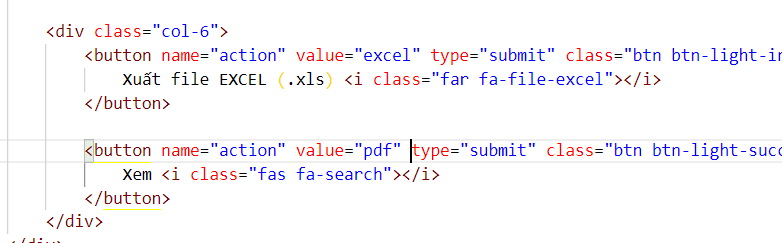 <div class="col-6">
<button name="action" value="excel" type="submit" class="btn btn-light-in
Xuất file EXCEL (.xls) <i class="far fa-file-excel"></i>
</button>
<button name="action" value="pdf" type="submit" class="btn btn-light-succ
Xem <i class="fas fa-search"></i>
</button>
</div>
</div>